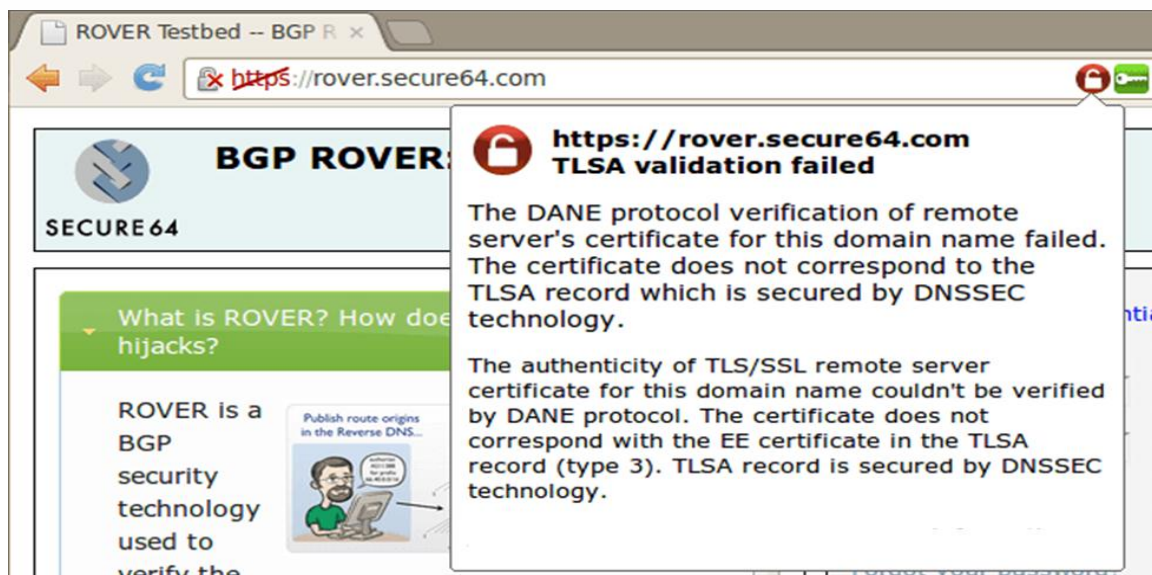 ROVER Testbed -- BGP R
https://rover.secure64.com
https://rover.secure64.com
TLSA validation failed
The DANE protocol verification of remote
server's certificate for this domain name failed.
The certificate does not correspond to the
TLSA record which is secured by DNSSEC
technology.
The authenticity of TLS/SSL remote server
certificate for this domain name couldn't be verified
by DANE protocol. The certificate does not
correspond with the EE certificate in the TLSA
record (type 3). TLSA record is secured by DNSSEC
technology.
BGP ROVER:
SECURE64
What is ROVER? How doe
hijacks?
ROVER is a
BGP
security
technology
used to
verify the
Publish route origins
in the Reverse DNS...